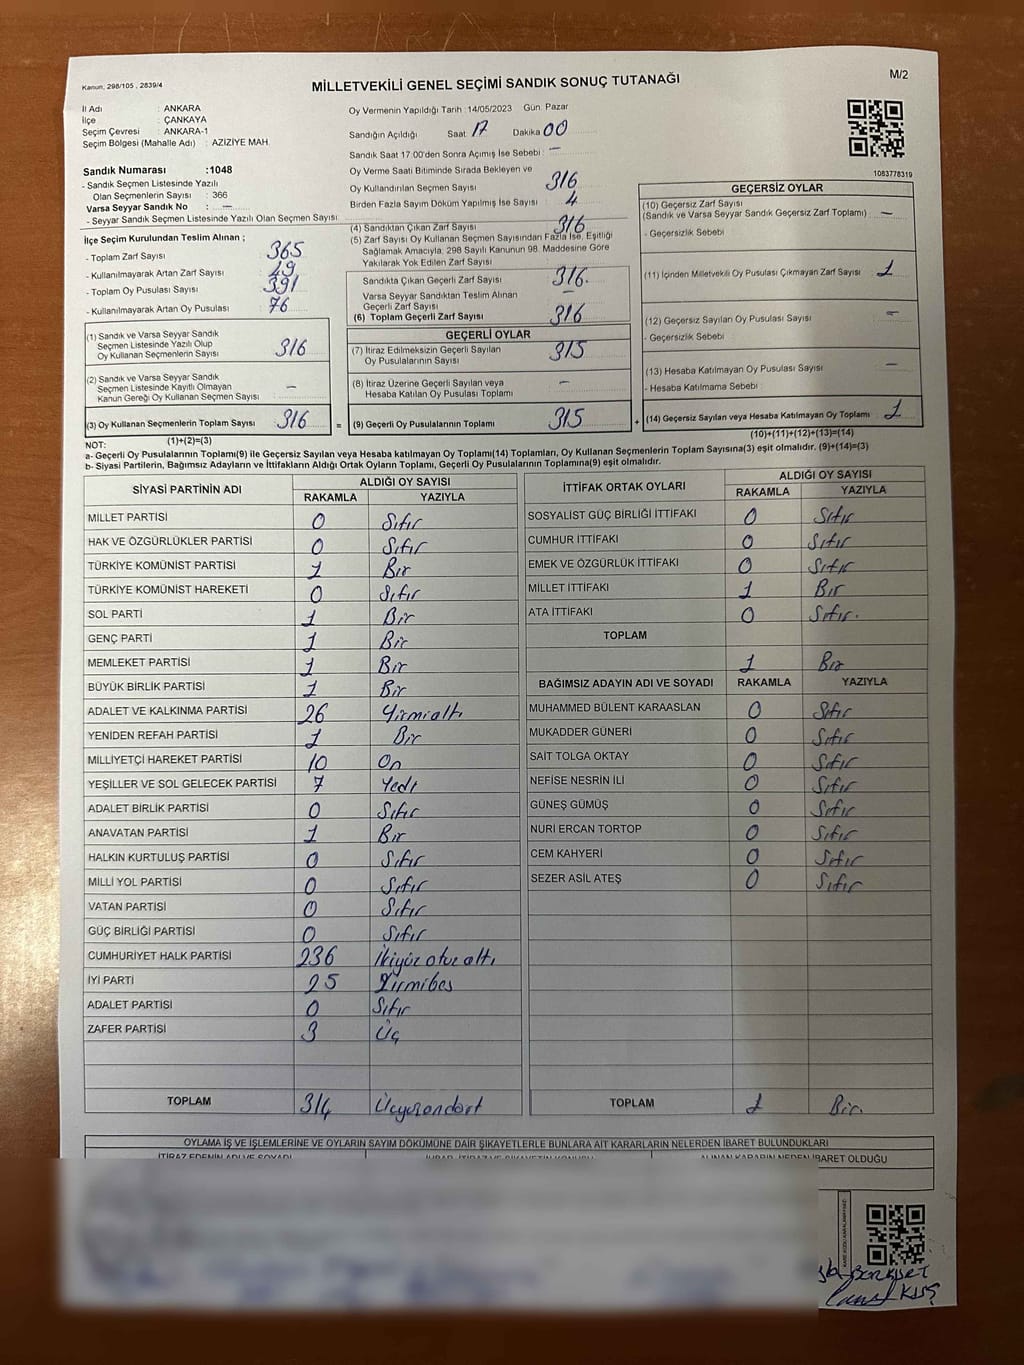 Kanun, 298/105 , 2839/4
MİLLETVEKİLİ GENEL SEÇİMİ SANDIK SONUÇ TUTANAĞI
M/2
İl Adı : ANKARA
İlçe : ÇANKAYA
Seçim Çevresi : ANKARA-1
Seçim Bölgesi (Mahalle Adı) : AZİZİYE MAH.
Oy Vermenin Yapıldığı Tarih : 14/05/2023 Gün: Pazar
Sandığın Açıldığı Saat 17 Dakika 00
Sandık Saat 17.00'den Sonra Açımış İse Sebebi : –
Oy Verme Saati Bitiminde Sırada Bekleyen ve
Oy Kullandırılan Seçmen Sayısı 316
Birden Fazla Sayım Döküm Yapılmış İse Sayısı 4
1083778319
Sandık Numarası :1048
- Sandık Seçmen Listesinde Yazılı
Olan Seçmenlerin Sayısı : 366
Varsa Seyyar Sandık No : –
- Seyyar Sandık Seçmen Listesinde Yazılı Olan Seçmen Sayısı:
İlçe Seçim Kurulundan Teslim Alınan ;
- Toplam Zarf Sayısı : 365
- Kullanılmayarak Artan Zarf Sayısı : 49
- Toplam Oy Pusulası Sayısı : 391
- Kullanılmayarak Artan Oy Pusulası : 76
(1) Sandık ve Varsa Seyyar Sandık
Seçmen Listesinde Yazılı Olup
Oy Kullanan Seçmenlerin Sayısı 316
(2) Sandık ve Varsa Seyyar Sandık
Seçmen Listesinde Kayıtlı Olmayan
Kanun Gereği Oy Kullanan Seçmen Sayısı –
(3) Oy Kullanan Seçmenlerin Toplam Sayısı 316 =
(1)+(2)=(3)
(4) Sandıktan Çıkan Zarf Sayısı 316
(5) Zarf Sayısı Oy Kullanan Seçmen Sayısından Fazla İse, Eşitliği
Sağlamak Amacıyla; 298 Sayılı Kanunun 98. Maddesine Göre
Yakılarak Yok Edilen Zarf Sayısı
Sandıkta Çıkan Geçerli Zarf Sayısı 316
Varsa Seyyar Sandıktan Teslim Alınan
Geçerli Zarf Sayısı –
(6) Toplam Geçerli Zarf Sayısı 316
GEÇERLİ OYLAR
(7) İtiraz Edilmeksizin Geçerli Sayılan
Oy Pusulalarının Sayısı 315
(8) İtiraz Üzerine Geçerli Sayılan veya
Hesaba Katılan Oy Pusulası Toplamı –
(9) Geçerli Oy Pusulalarının Toplamı 315 +
GEÇERSİZ OYLAR
(10) Geçersiz Zarf Sayısı
(Sandık ve Varsa Seyyar Sandık Geçersiz Zarf Toplamı) : –
- Geçersizlik Sebebi :
(11) İçinden Milletvekili Oy Pusulası Çıkmayan Zarf Sayısı : 1
(12) Geçersiz Sayılan Oy Pusulası Sayısı : –
- Geçersizlik Sebebi :
(13) Hesaba Katılmayan Oy Pusulası Sayısı : –
- Hesaba Katılmama Sebebi :
(14) Geçersiz Sayılan veya Hesaba Katılmayan Oy Toplamı : 1
(10)+(11)+(12)+(13)=(14)
NOT:
a- Geçerli Oy Pusulalarının Toplamı(9) ile Geçersiz Sayılan veya Hesaba katılmayan Oy Toplamı(14) Toplamları, Oy Kullanan Seçmenlerin Toplam Sayısına(3) eşit olmalıdır. (9)+(14)=(3)
b- Siyasi Partilerin, Bağımsız Adayların ve İttifakların Aldığı Ortak Oyların Toplamı, Geçerli Oy Pusulalarının Toplamına(9) eşit olmalıdır.
SİYASİ PARTİNİN ADI ALDIĞI OY SAYISI
RAKAMLA YAZIYLA
MİLLET PARTİSİ 0 Sıfır
HAK VE ÖZGÜRLÜKLER PARTİSİ 0 Sıfır
TÜRKİYE KOMÜNİST PARTİSİ 1 Bir
TÜRKİYE KOMÜNİST HAREKETİ 0 Sıfır
SOL PARTİ 1 Bir
GENÇ PARTİ 1 Bir
MEMLEKET PARTİSİ 1 Bir
BÜYÜK BİRLİK PARTİSİ 1 Bir
ADALET VE KALKINMA PARTİSİ 26 Yirmialtı
YENİDEN REFAH PARTİSİ 1 Bir
MİLLİYETÇİ HAREKET PARTİSİ 10 On
YEŞİLLER VE SOL GELECEK PARTİSİ 7 Yedi
ADALET BİRLİK PARTİSİ 0 Sıfır
ANAVATAN PARTİSİ 1 Bir
HALKIN KURTULUŞ PARTİSİ 0 Sıfır
MİLLİ YOL PARTİSİ 0 Sıfır
VATAN PARTİSİ 0 Sıfır
GÜÇ BİRLİĞİ PARTİSİ 0 Sıfır
CUMHURİYET HALK PARTİSİ 236 İkiyüz otuz altı
İYİ PARTİ 25 Yirmibeş
ADALET PARTİSİ 0 Sıfır
ZAFER PARTİSİ 3 Üç
TOPLAM 314 Üçyüzondört
İTTİFAK ORTAK OYLARI ALDIĞI OY SAYISI
RAKAMLA YAZIYLA
SOSYALİST GÜÇ BİRLİĞİ İTTİFAKI 0 Sıfır
CUMHUR İTTİFAKI 0 Sıfır
EMEK VE ÖZGÜRLÜK İTTİFAKI 0 Sıfır
MİLLET İTTİFAKI 1 Bir
ATA İTTİFAKI 0 Sıfır.
TOPLAM
1 Bir
BAĞIMSIZ ADAYIN ADI VE SOYADI RAKAMLA YAZIYLA
MUHAMMED BÜLENT KARAASLAN 0 Sıfır
MUKADDER GÜNERİ 0 Sıfır
SAİT TOLGA OKTAY 0 Sıfır
NEFİSE NESRİN İLİ 0 Sıfır
GÜNEŞ GÜMÜŞ 0 Sıfır
NURİ ERCAN TORTOP 0 Sıfır
CEM KAHYERİ 0 Sıfır
SEZER ASİL ATEŞ 0 Sıfır
TOPLAM 1 Bir.
OYLAMA İŞ VE İŞLEMLERİNE VE OYLARIN SAYIM DÖKÜMÜNE DAİR ŞİKAYETLERLE BUNLARA AİT KARARLARIN NELERDEN İBARET BULUNDUKLARI
İTİRAZ EDENİN ADI VE SOYADI
ALINAN KARARIN NEDEN İBARET OLDUĞU